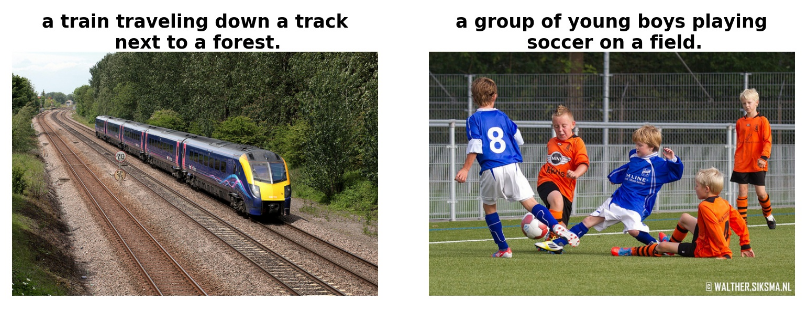 a train traveling down a track
next to a forest.
a group of young boys playing
soccer on a field.
8
© WALTHER.SIKSMA.NL